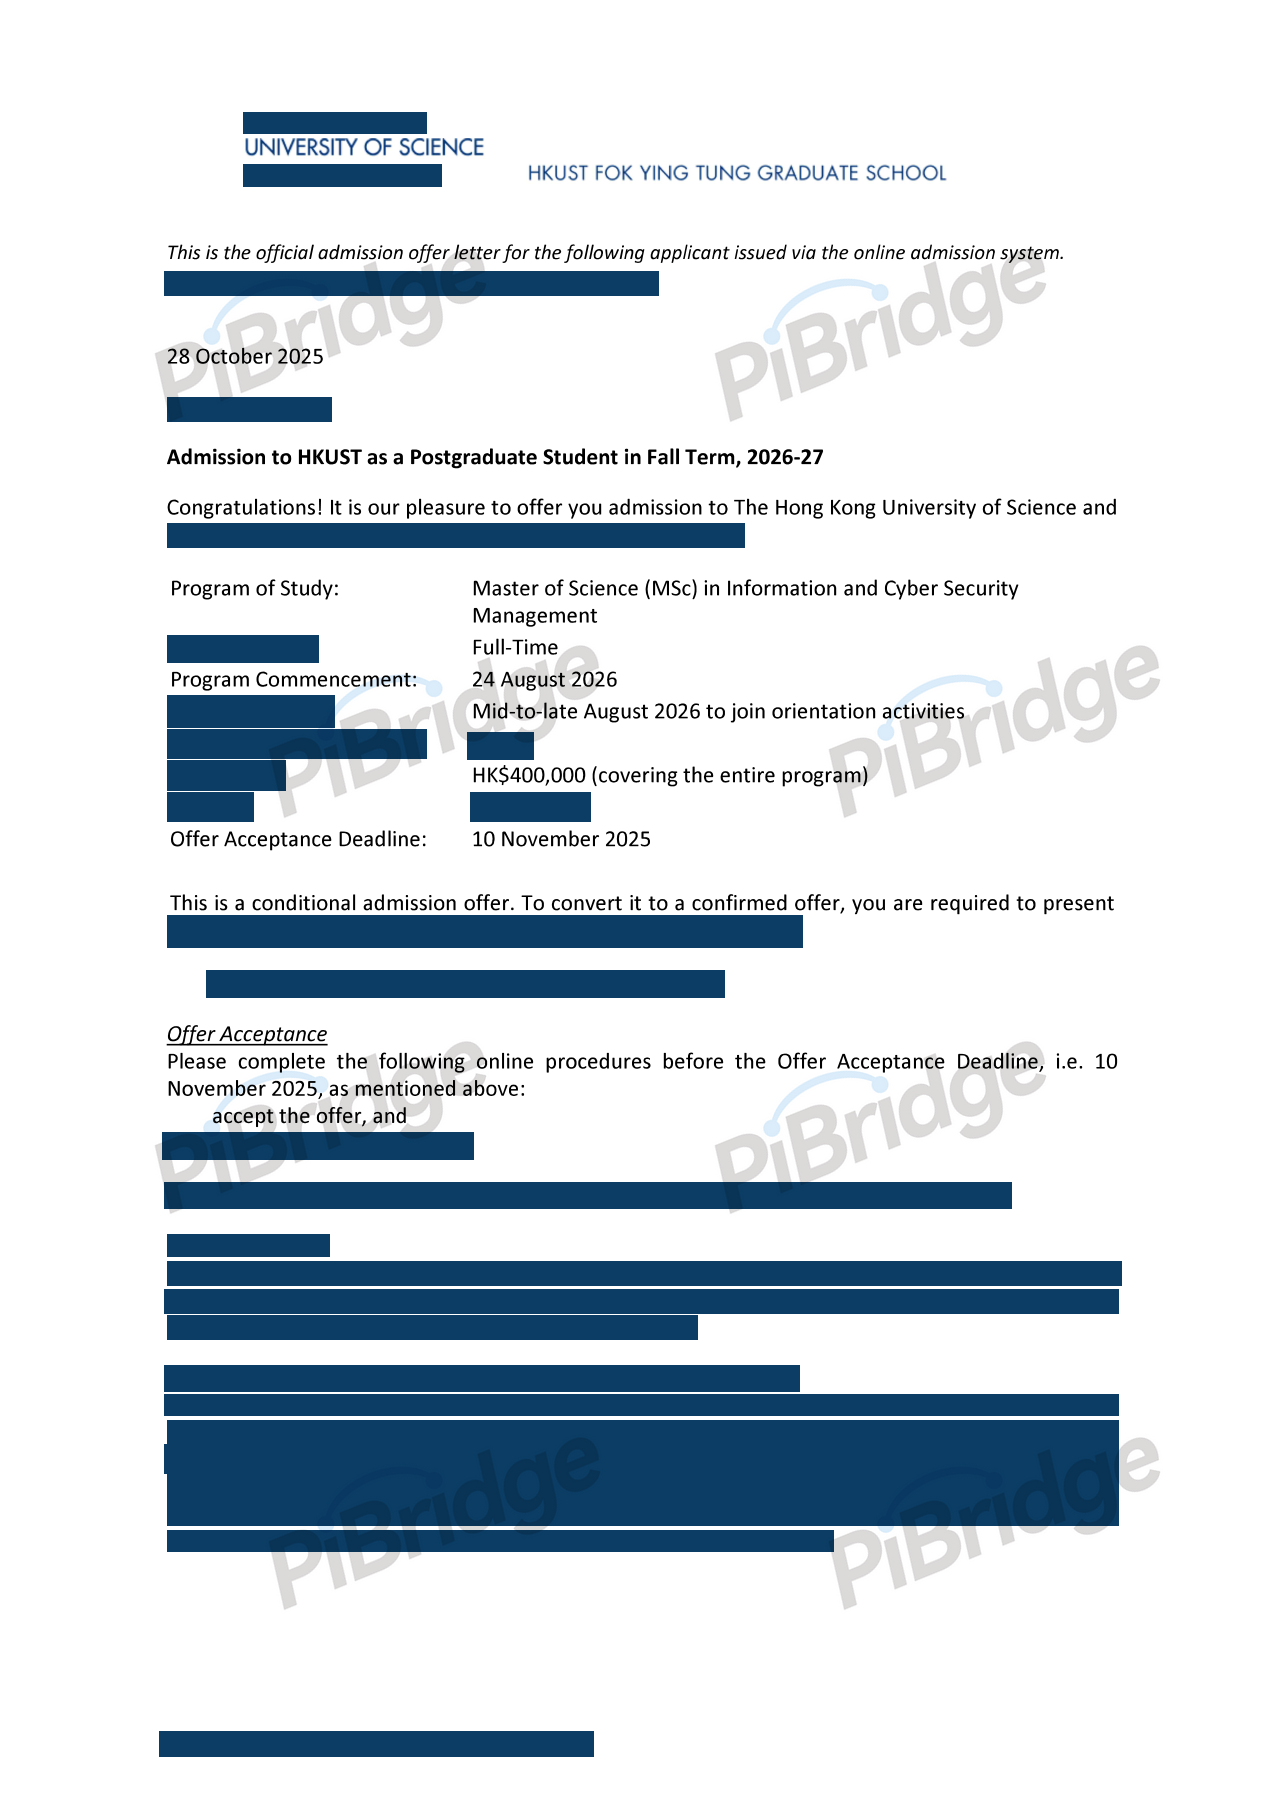 UNIVERSITY OF SCIENCE
HKUST FOK YING TUNG GRADUATE SCHOOL
This is the official admission offer letter for the following applicant issued via the online admission system.
28 October 2025
Admission to HKUST as a Postgraduate Student in Fall Term, 2026-27
Congratulations! It is our pleasure to offer you admission to The Hong Kong University of Science and
Program of Study: Master of Science (MSc) in Information and Cyber Security
Management
Full-Time
Program Commencement: 24 August 2026
Mid-to-late August 2026 to join orientation activities
HK$400,000 (covering the entire program)
Offer Acceptance Deadline: 10 November 2025
This is a conditional admission offer. To convert it to a confirmed offer, you are required to present
Offer Acceptance
Please complete the following online procedures before the Offer Acceptance Deadline, i.e. 10
November 2025, as mentioned above:
accept the offer, and
PiBridge
PiBridge
PiBridge
PiBridge
PiBridge
PiBridge
PiBridge
PiBridge